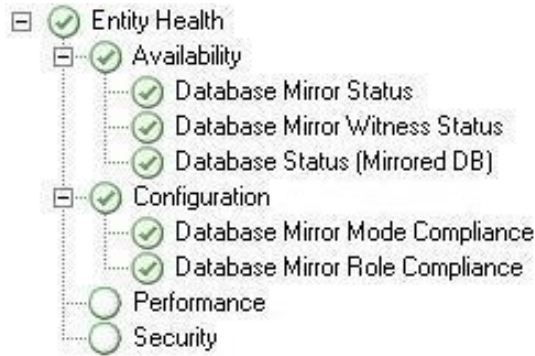 Entity Health
Availability
Database Mirror Status
Database Mirror Witness Status
Database Status (Mirrored DB)
Configuration
Database Mirror Mode Compliance
Database Mirror Role Compliance
Performance
Security